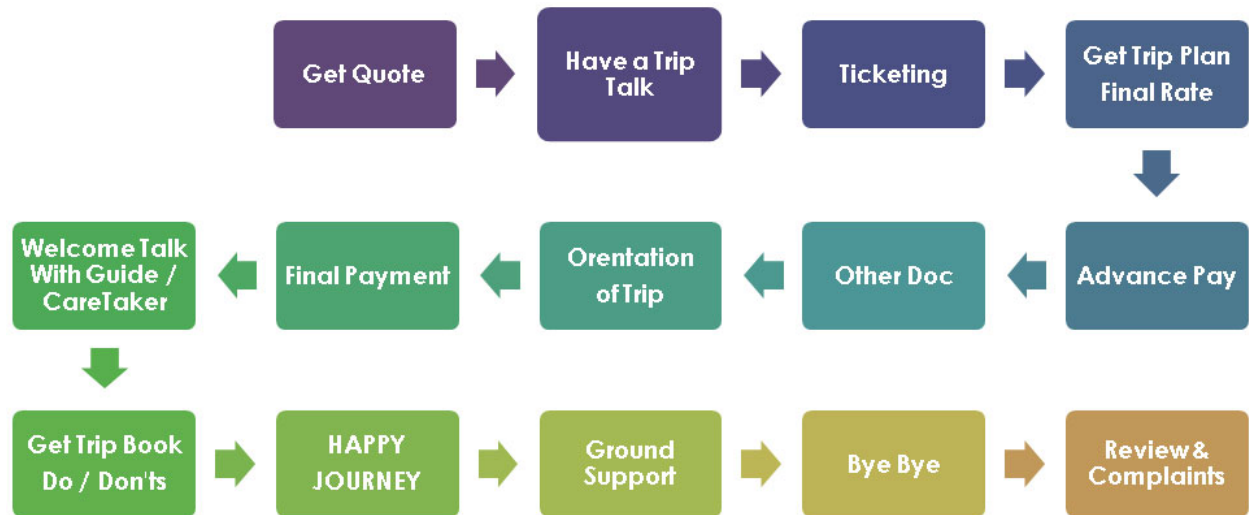 Get Quote
Have a Trip
Talk
Ticketing
Get Trip Plan
Final Rate
Advance Pay
Other Doc
Orentation
of Trip
Final Payment
Welcome Talk
With Guide /
CareTaker
Get Trip Book
Do / Don'ts
HAPPY
JOURNEY
Ground
Support
Bye Bye
Review &
Complaints